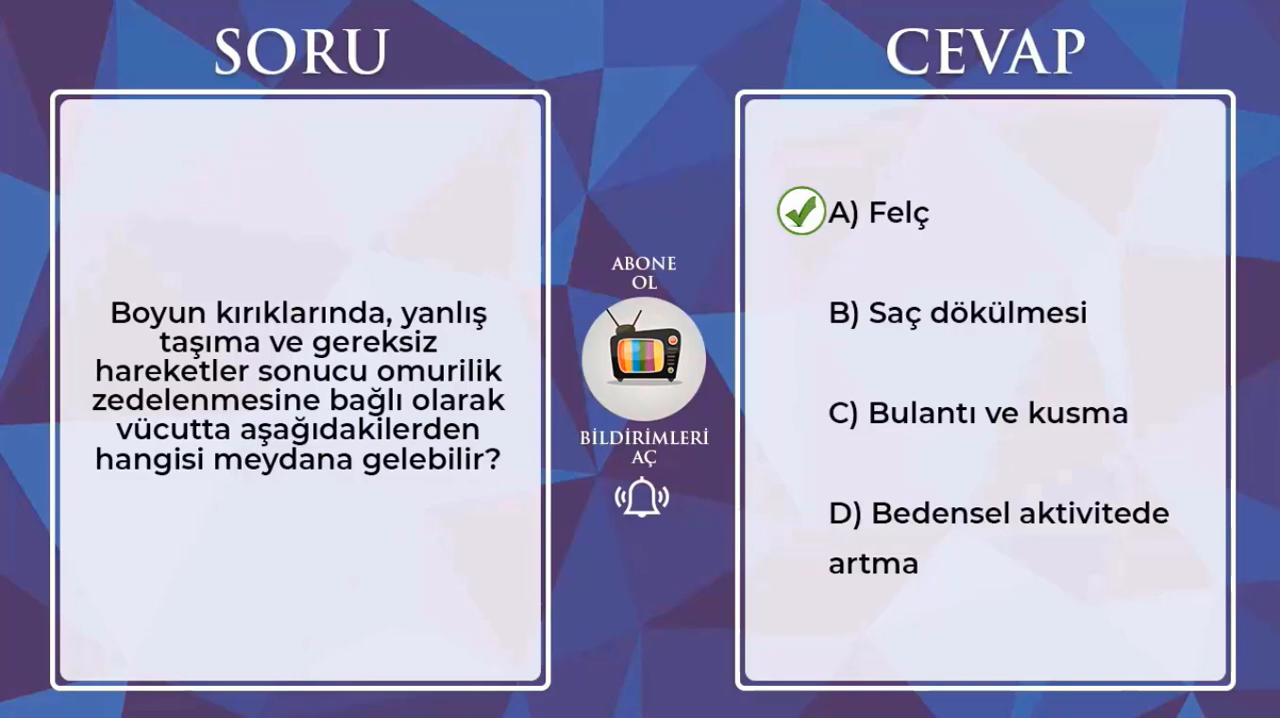 SORU
Boyun kırıklarında, yanlış
taşıma ve gereksiz
hareketler sonucu omurilik
zedelenmesine bağlı olarak
vücutta aşağıdakilerden
hangisi meydana gelebilir?
ABONE
OL
BİLDİRİMLERİ
AÇ
CEVAP
A) Felç
B) Saç dökülmesi
C) Bulantı ve kusma
D) Bedensel aktivitede
artma